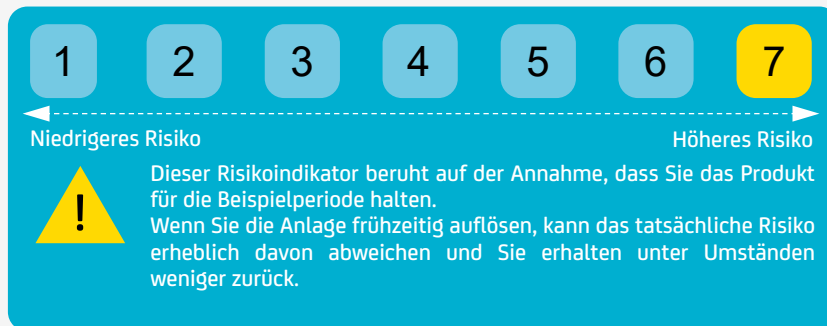 1 2 3 4 5 6 7
Niedrigeres Risiko Höheres Risiko
!
Dieser Risikoindikator beruht auf der Annahme, dass Sie das Produkt
für die Beispielperiode halten.
Wenn Sie die Anlage frühzeitig auflösen, kann das tatsächliche Risiko
erheblich davon abweichen und Sie erhalten unter Umständen
weniger zurück.